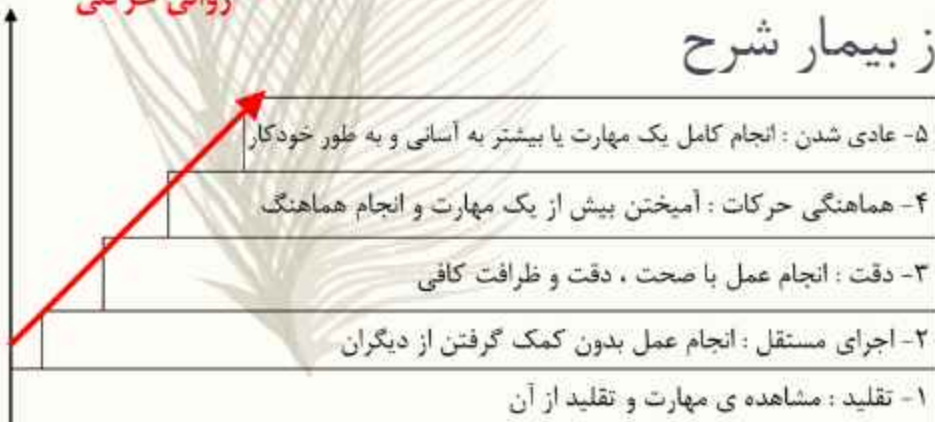 روانی حرکتی
ز بیمار شرح
۵- عادی شدن : انجام کامل یک مهارت یا بیشتر به آسانی و به طور خودکار
۴- هماهنگی حرکات : آمیختن بیش از یک مهارت و انجام هماهنگ
۳- دقت : انجام عمل با صحت ، دقت و ظرافت کافی
۲- اجرای مستقل : انجام عمل بدون کمک گرفتن از دیگران
۱- تقلید : مشاهده ی مهارت و تقلید از آن